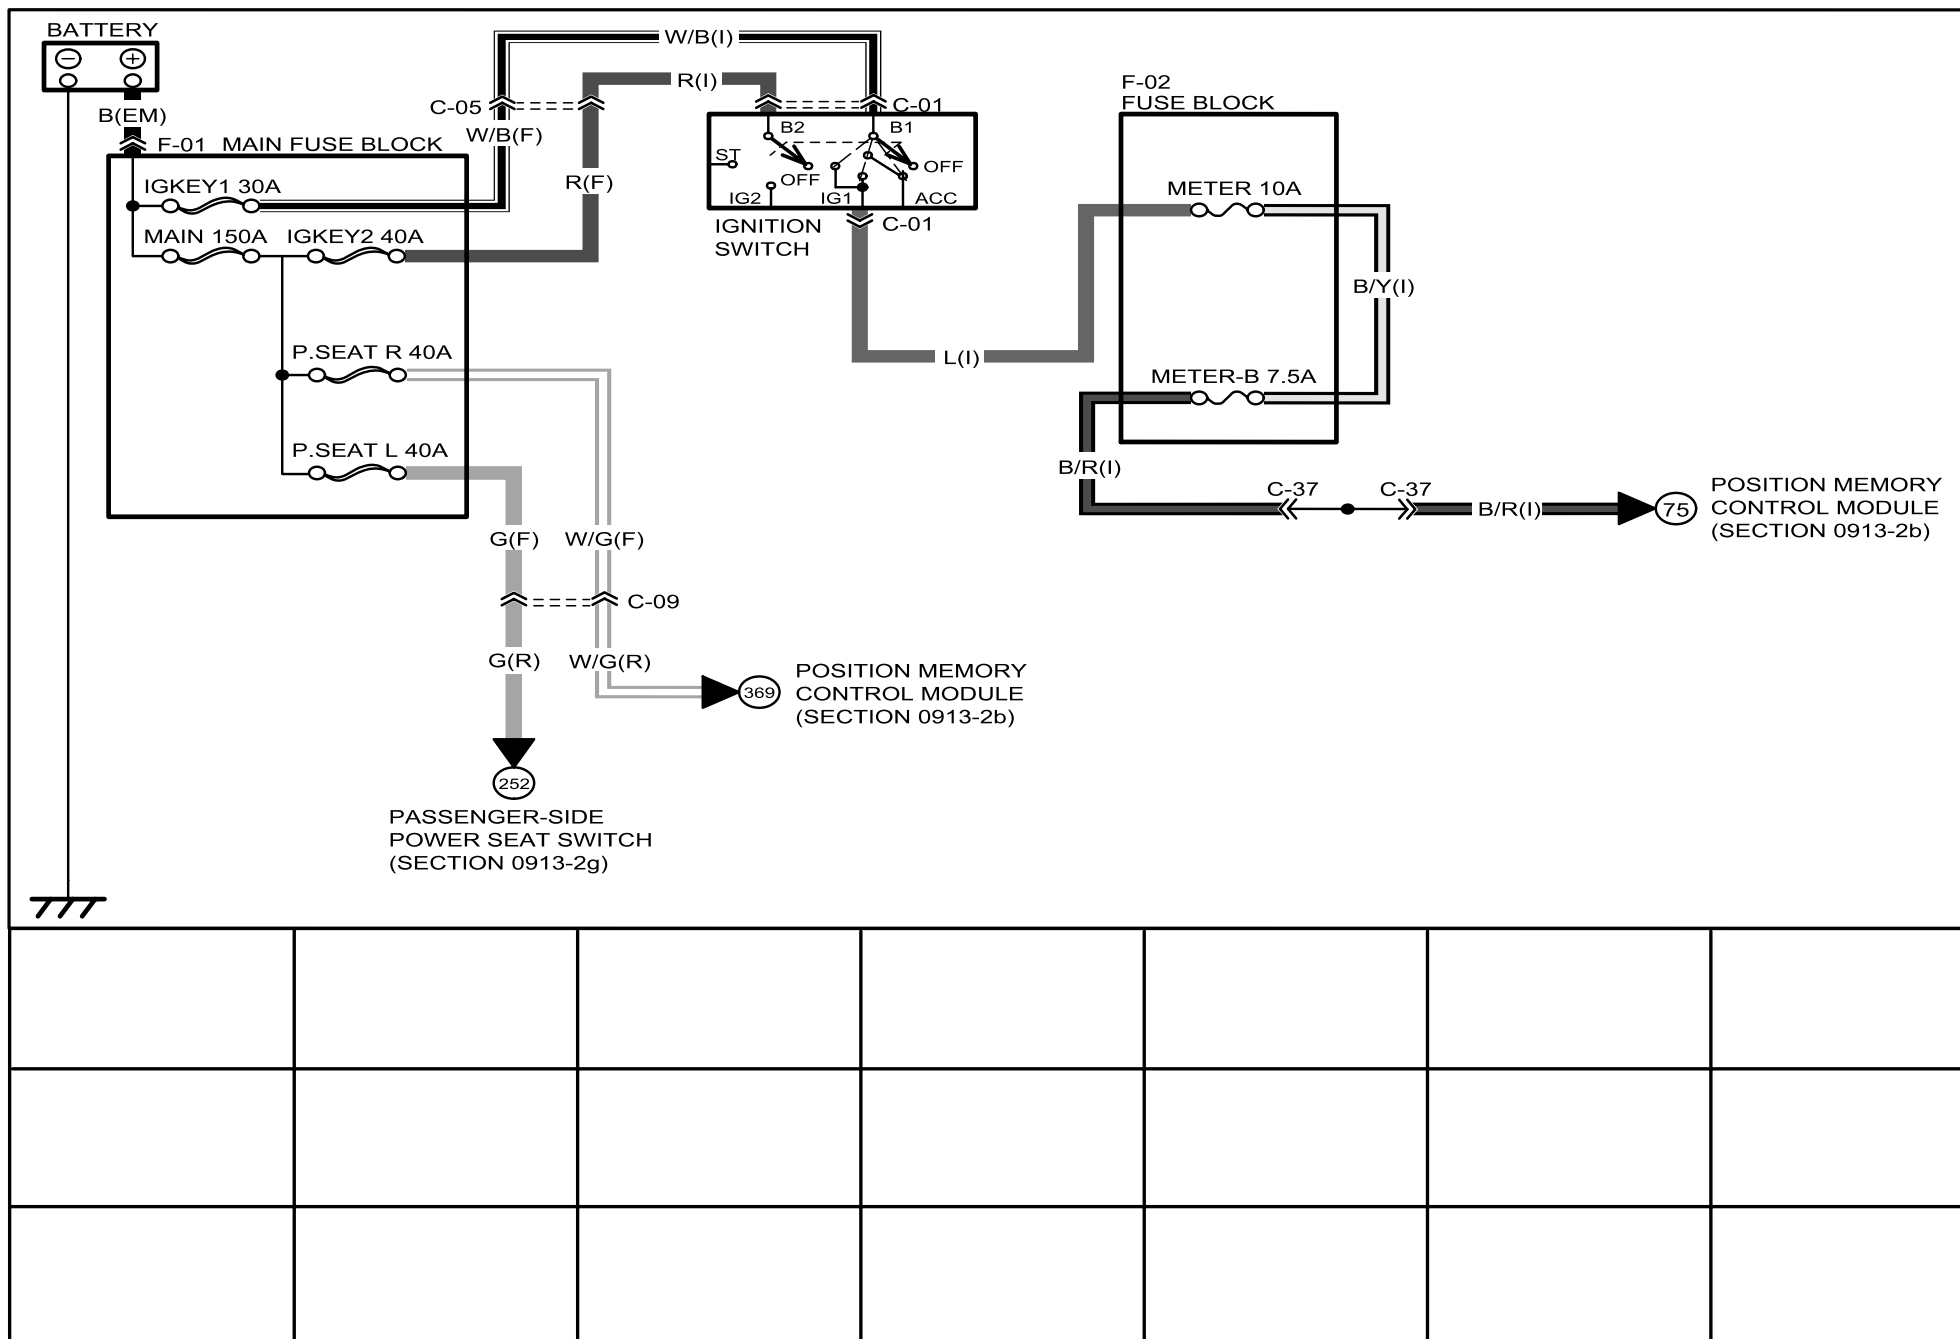 BATTERY
− +
B(EM)
F-01 MAIN FUSE BLOCK
IGKEY1 30A
MAIN 150A IGKEY2 40A
P.SEAT R 40A
P.SEAT L 40A
W/B(I)
R(I)
C-05
W/B(F)
R(F)
C-01
B2 B1
ST
OFF
OFF
IG2 IG1 ACC
IGNITION
SWITCH
C-01
L(I)
F-02
FUSE BLOCK
METER 10A
B/Y(I)
METER-B 7.5A
B/R(I)
C-37 C-37
B/R(I)
75
POSITION MEMORY
CONTROL MODULE
(SECTION 0913-2b)
G(F) W/G(F)
C-09
G(R) W/G(R)
369
POSITION MEMORY
CONTROL MODULE
(SECTION 0913-2b)
252
PASSENGER-SIDE
POWER SEAT SWITCH
(SECTION 0913-2g)